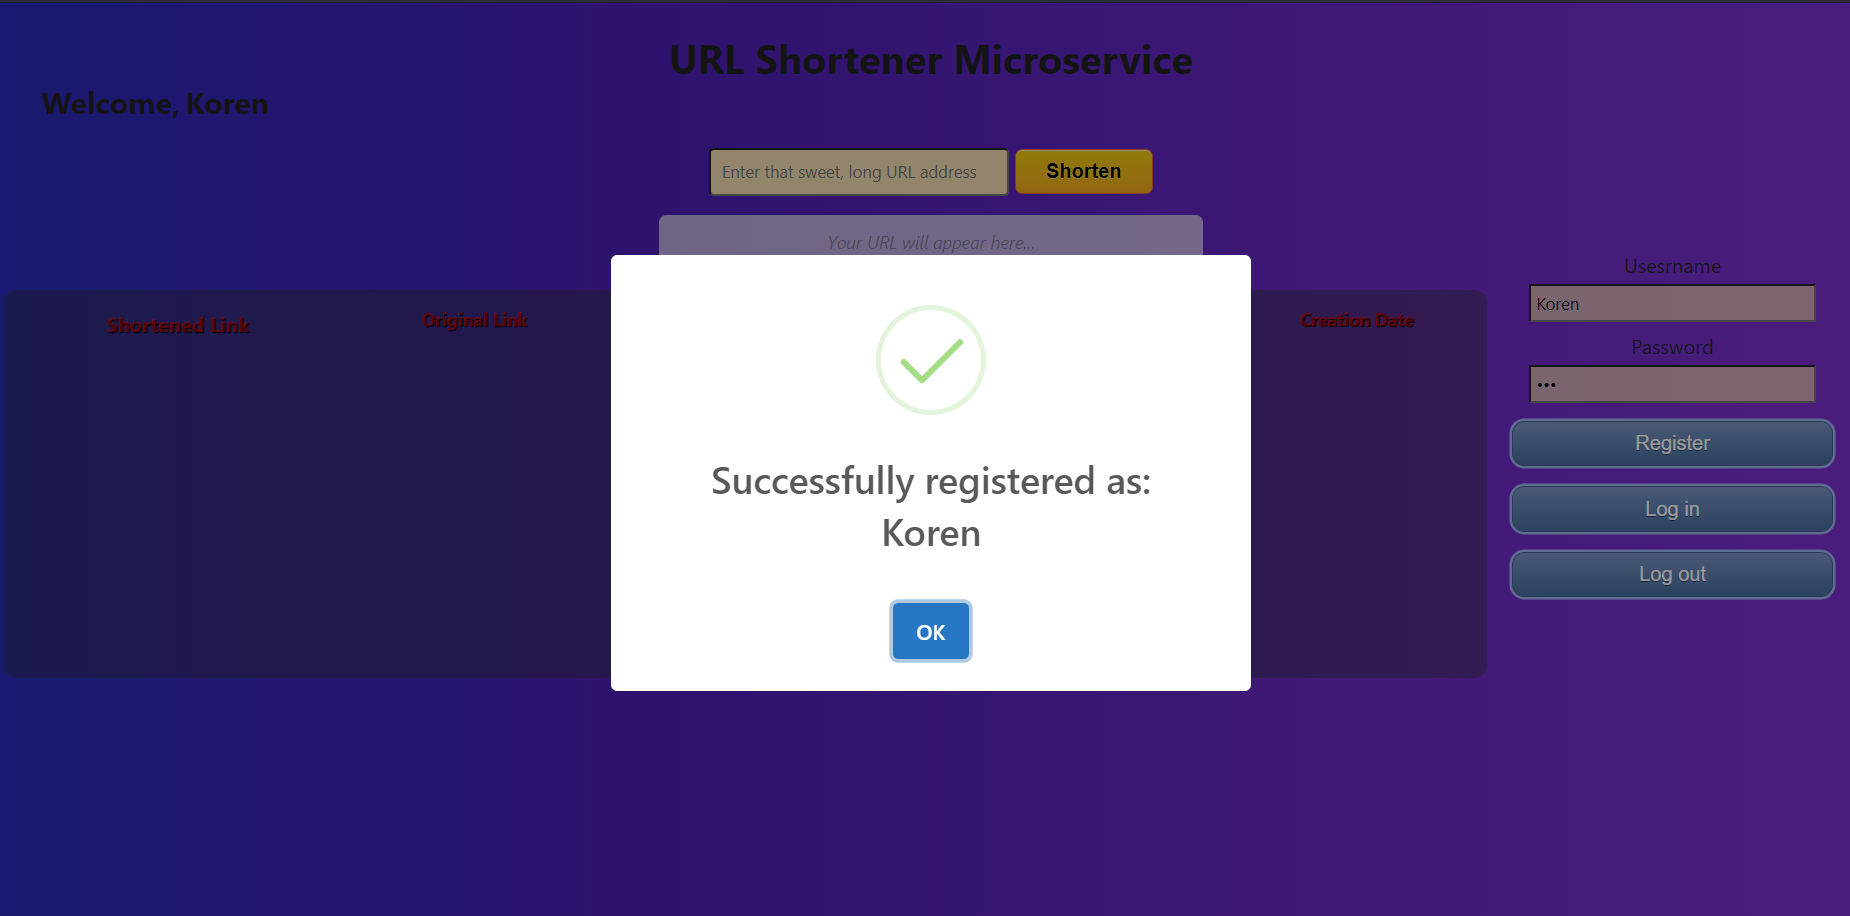 URL Shortener Microservice
Welcome, Koren
Enter that sweet, long URL address
Shorten
Your URL will appear here...
Shortened Link
Original Link
Creation Date
Usesrname
Koren
Password
•••
Register
Log in
Log out
Successfully registered as:
Koren
OK